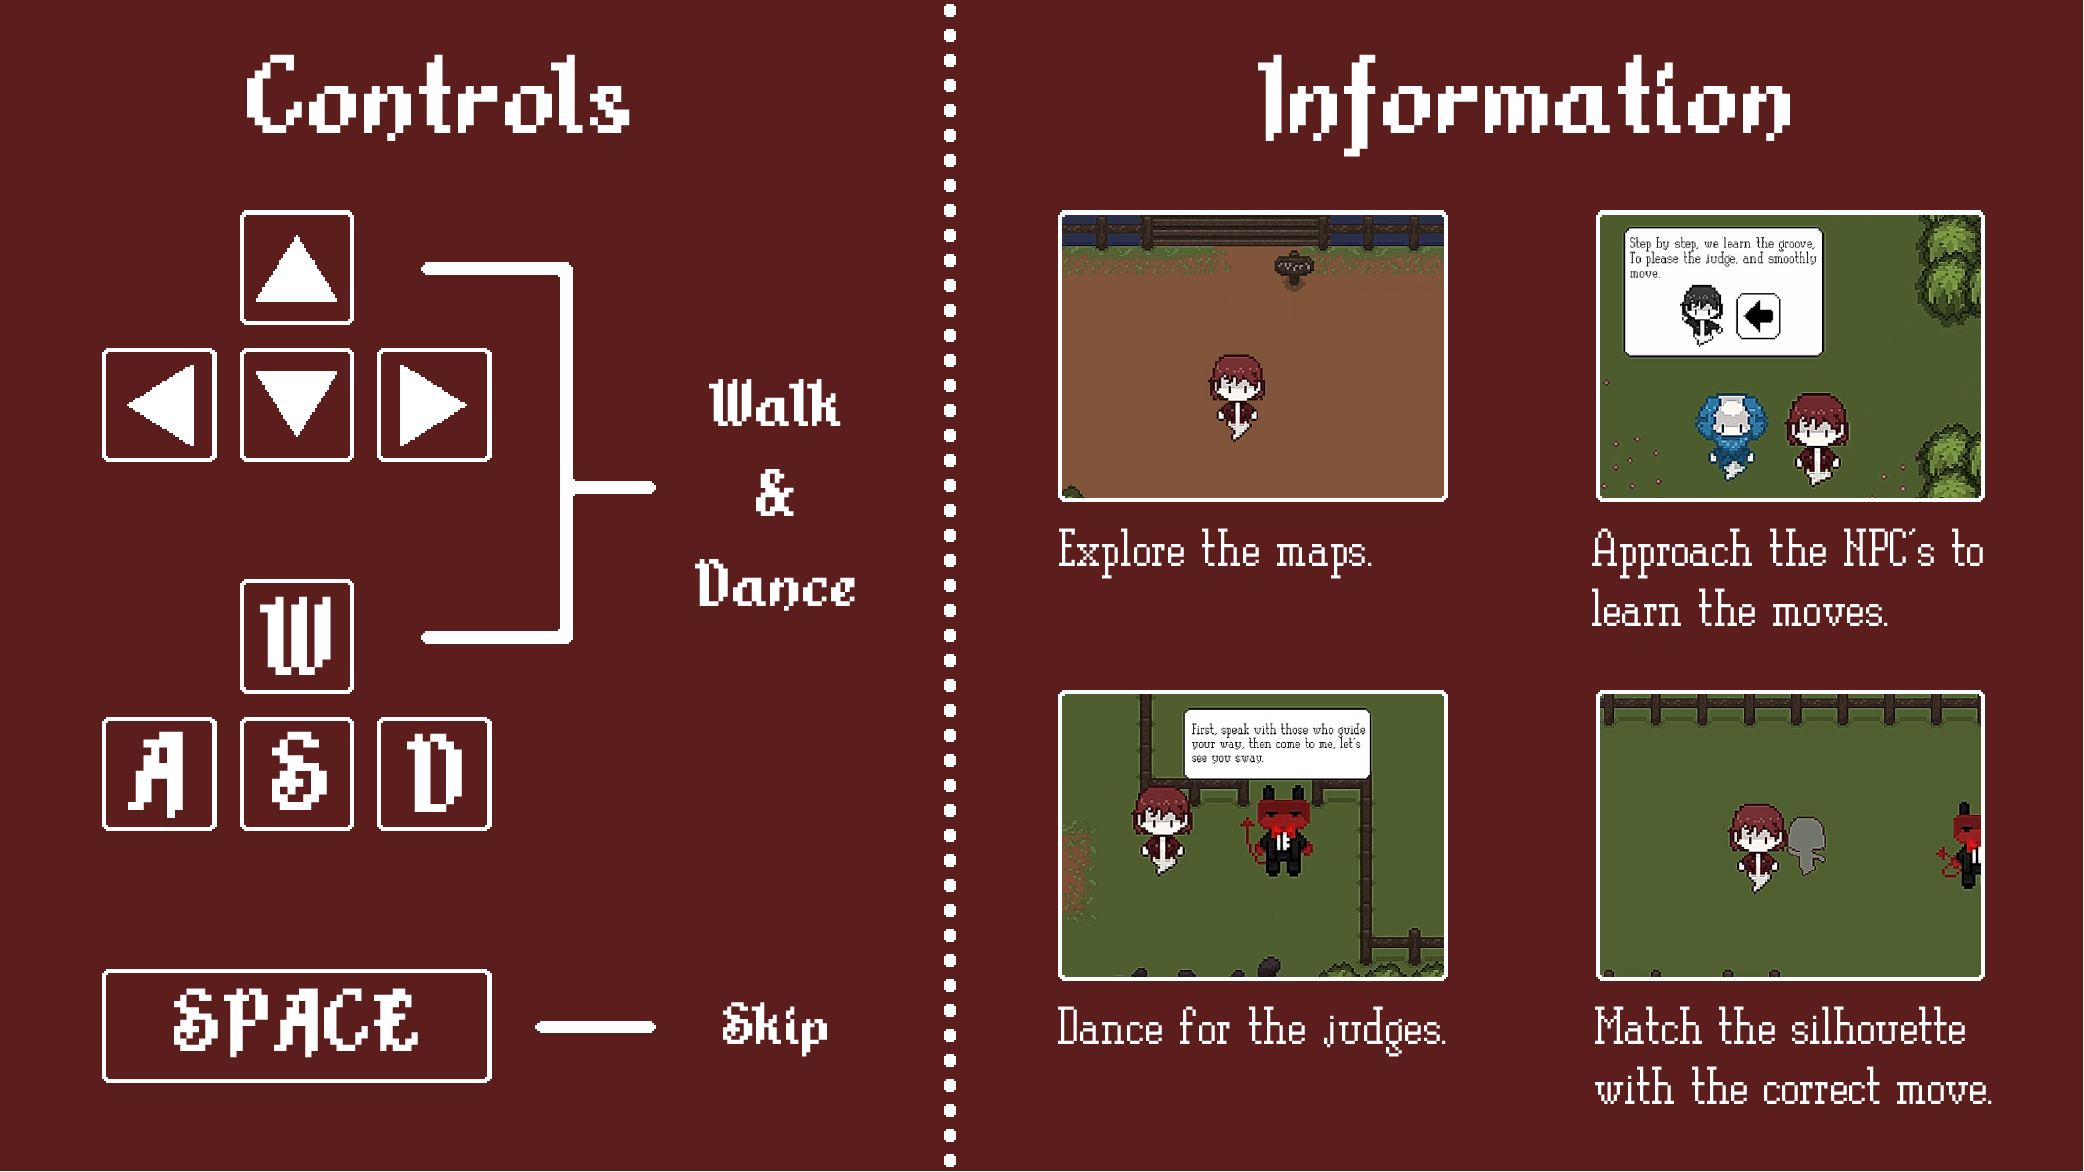 Controls
Walk
&
Dance
W
A S D
SPACE
Skip
Information
Step by step, we learn the groove,
To please the judge, and smoothly
move.
Explore the maps.
Approach the NPC's to
learn the moves.
First, speak with those who guide
your way, then come to me, let's
see you sway.
Dance for the judges.
Match the silhouette
with the correct move.